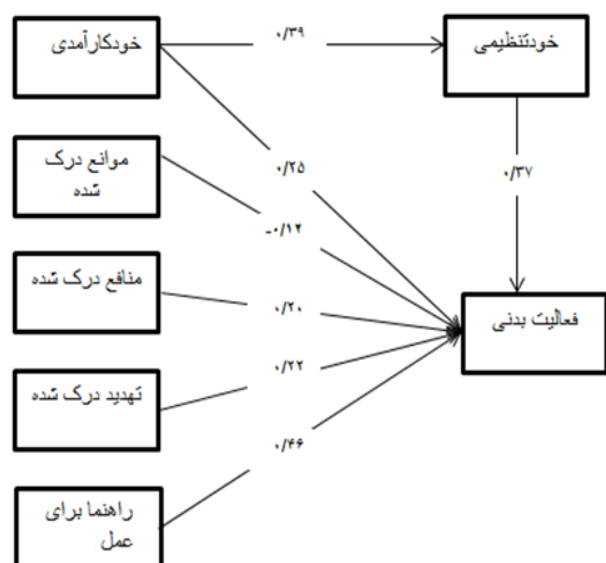 خودکارآمدی
۰/۳۹
خودتنظیمی
موانع درک
شده
۰/۲۵
۰/۳۷
-۰/۱۲
منافع درک شده
۰/۲۰
فعالیت بدنی
تهدید درک شده
۰/۲۲
۰/۴۶
راهنما برای
عمل